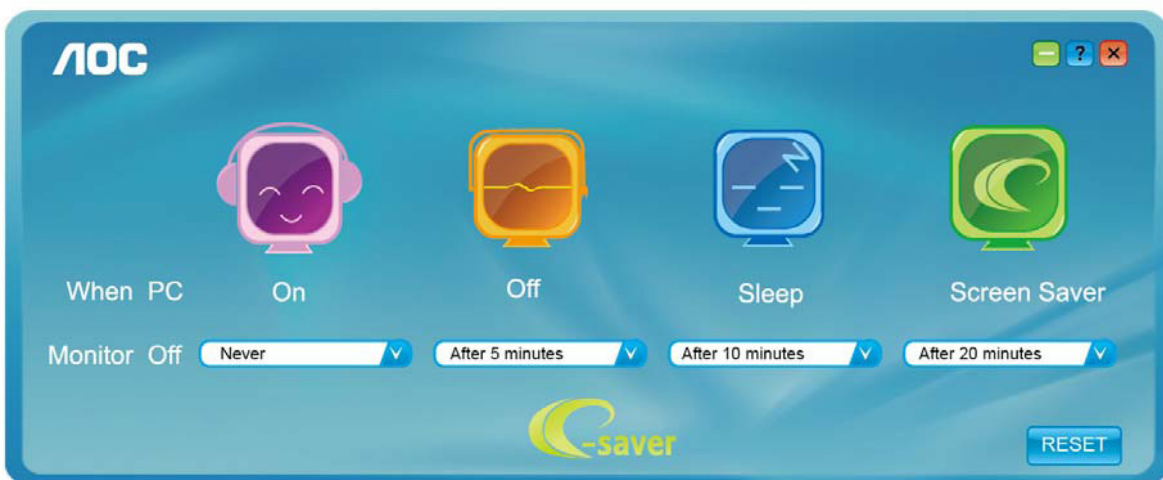 AOC
?
When PC On Off Sleep Screen Saver
Monitor Off Never After 5 minutes After 10 minutes After 20 minutes
e-saver
RESET